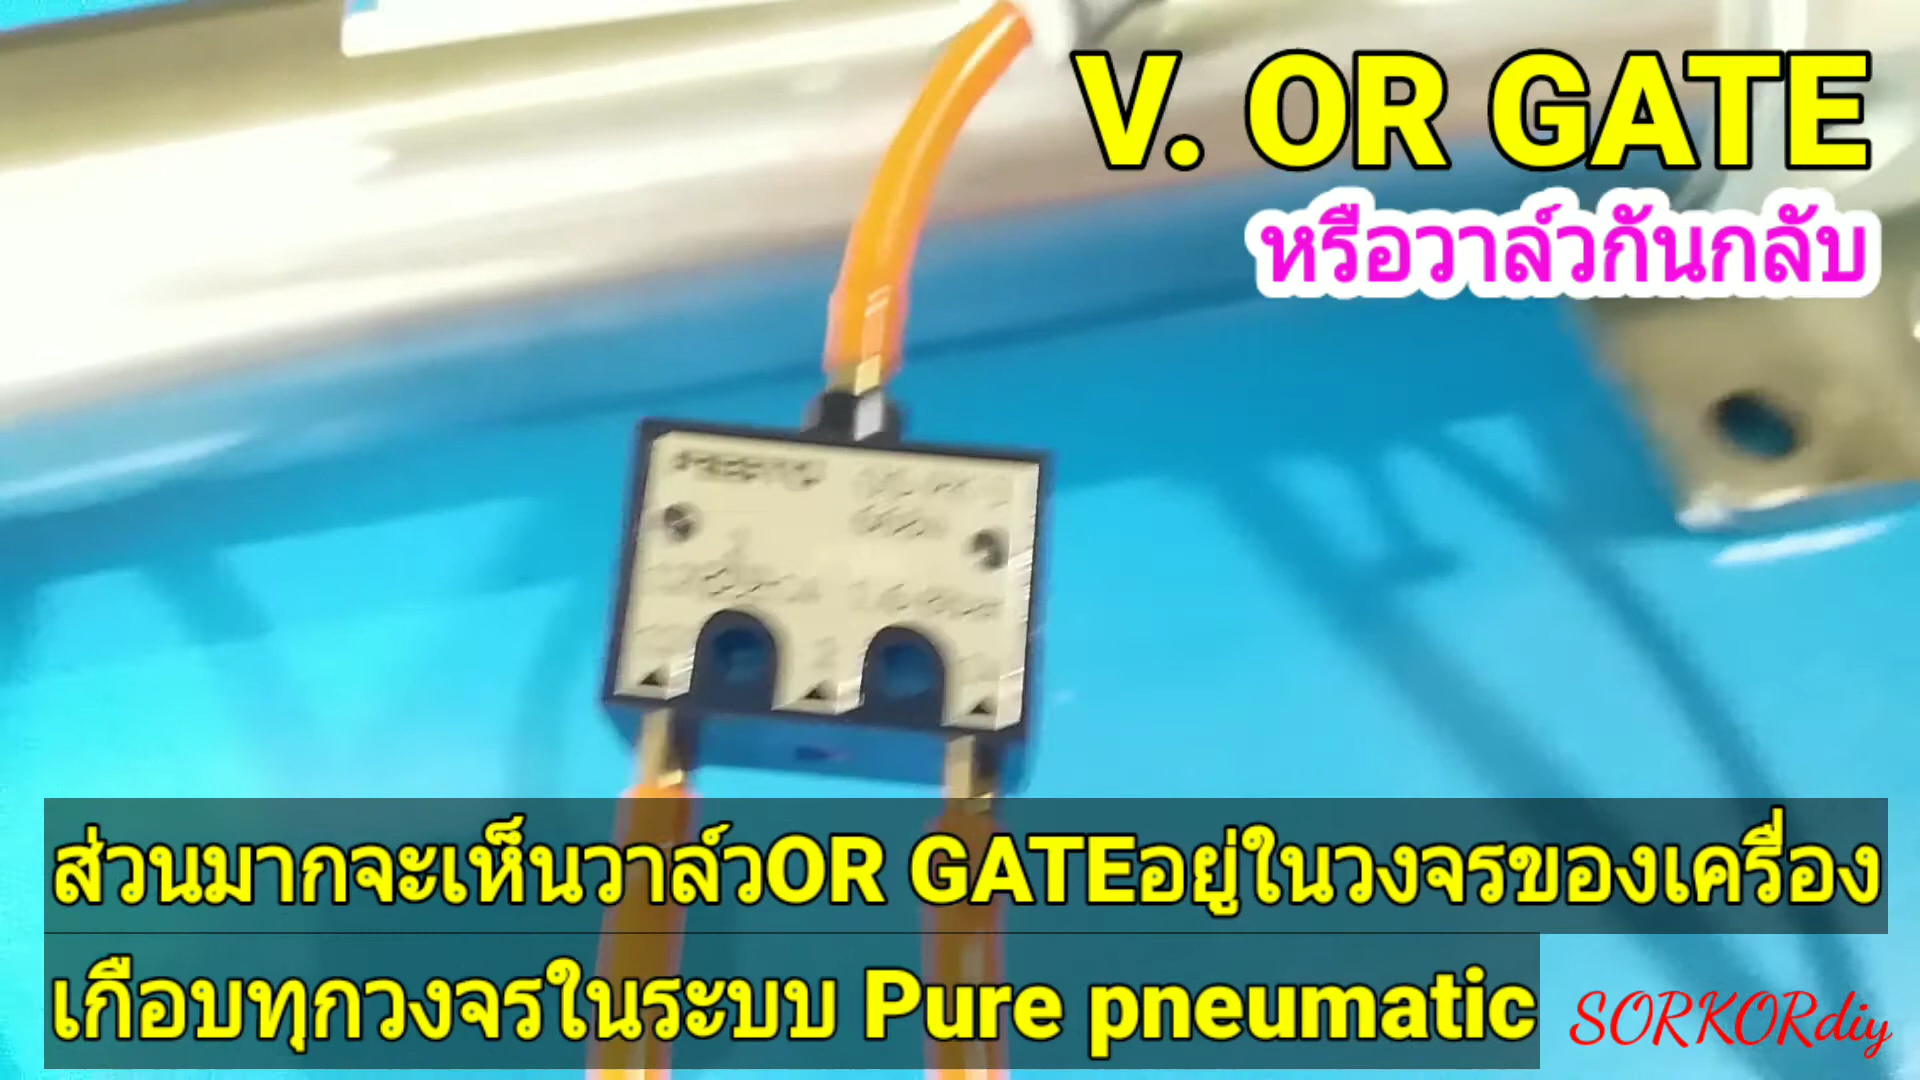 V. OR GATE
หรือวาล์วกันกลับ
ส่วนมากจะเห็นวาล์วOR GATEอยู่ในวงจรของเครื่อง
เกือบทุกวงจรในระบบ Pure pneumatic
SORKORdiy